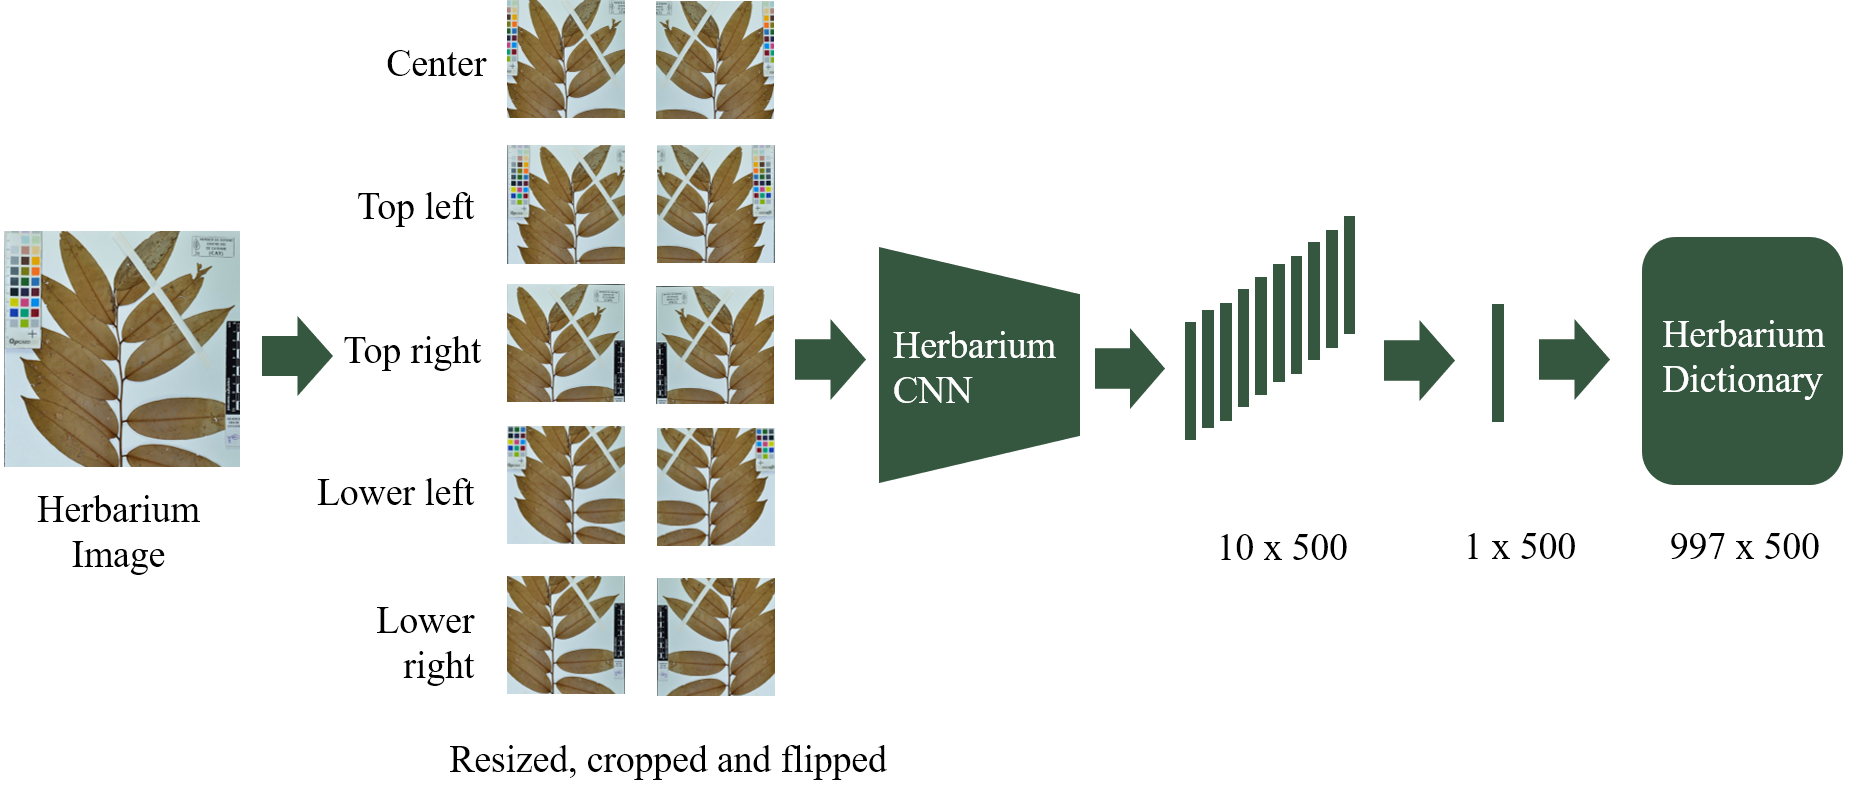 Center
Top left
Top right
Lower left
Lower
right
Herbarium
Image
Resized, cropped and flipped
Herbarium
CNN
10 x 500
1 x 500
Herbarium
Dictionary
997 x 500